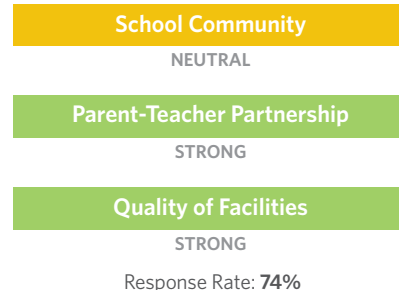 School Community
NEUTRAL
Parent-Teacher Partnership
STRONG
Quality of Facilities
STRONG
Response Rate: 74%